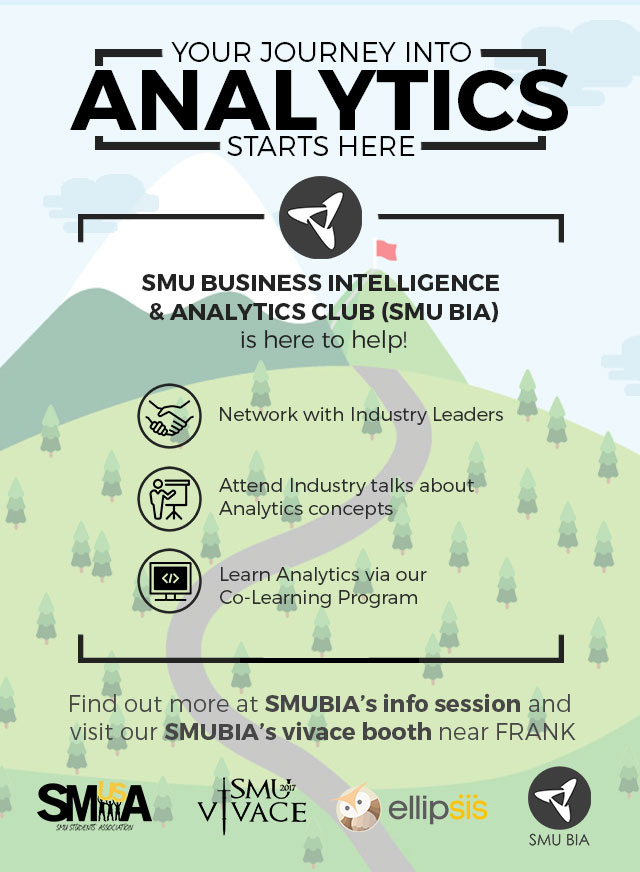 YOUR JOURNEY INTO
ANALYTICS
STARTS HERE
SMU BUSINESS INTELLIGENCE
& ANALYTICS CLUB (SMU BIA)
is here to help!
Network with Industry Leaders
Attend Industry talks about
Analytics concepts
</>
Learn Analytics via our
Co-Learning Program
Find out more at SMUBIA's info session and
visit our SMUBIA's vivace booth near FRANK
SMUSA
SMU STUDENTS ASSOCIATION
SMU 2017
VIVACE
ellipsiis
SMU BIA